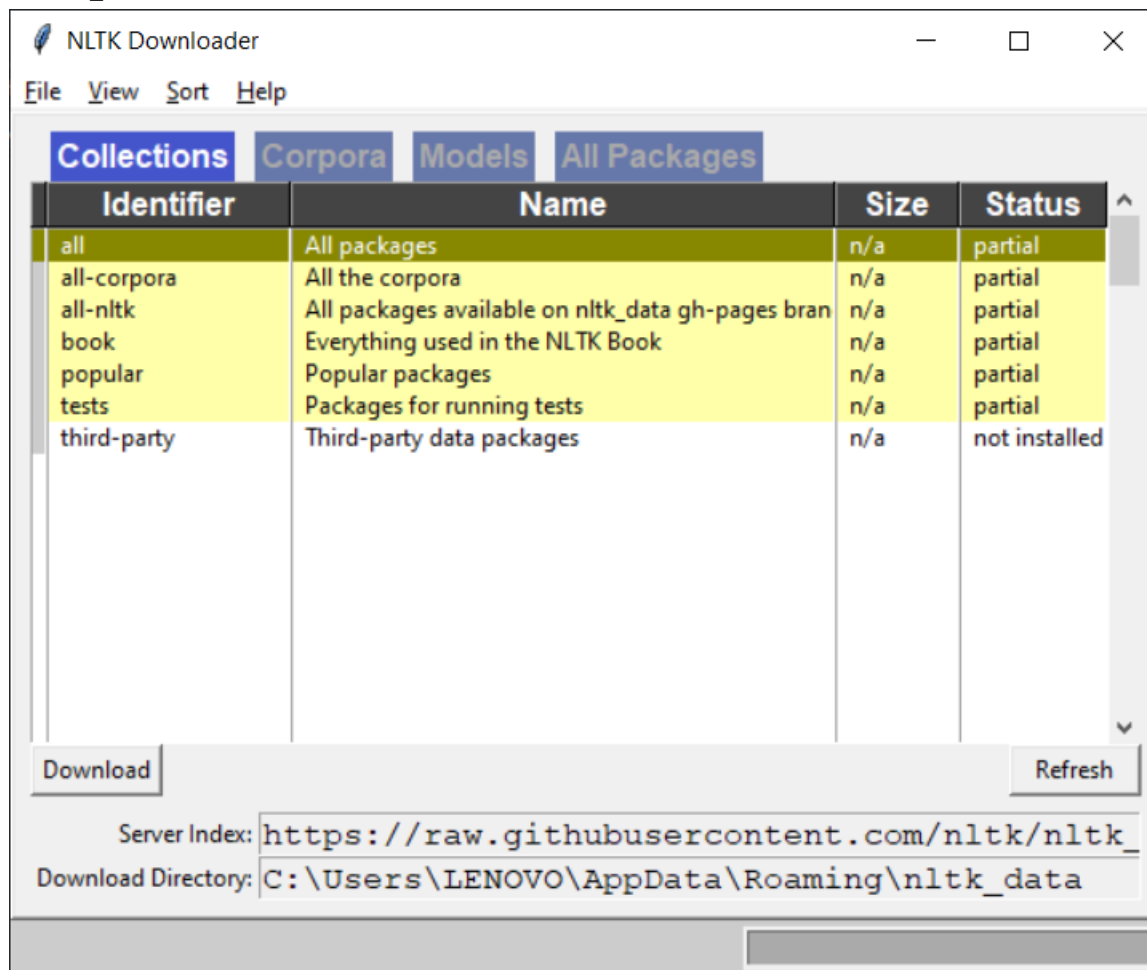 NLTK Downloader
File View Sort Help
Collections Corpora Models All Packages
Identifier Name Size Status
all All packages n/a partial
all-corpora All the corpora n/a partial
all-nltk All packages available on nltk_data gh-pages bran n/a partial
book Everything used in the NLTK Book n/a partial
popular Popular packages n/a partial
tests Packages for running tests n/a partial
third-party Third-party data packages n/a not installed
Download Refresh
Server Index: https://raw.githubusercontent.com/nltk/nltk_
Download Directory: C:\Users\LENOVO\AppData\Roaming\nltk_data